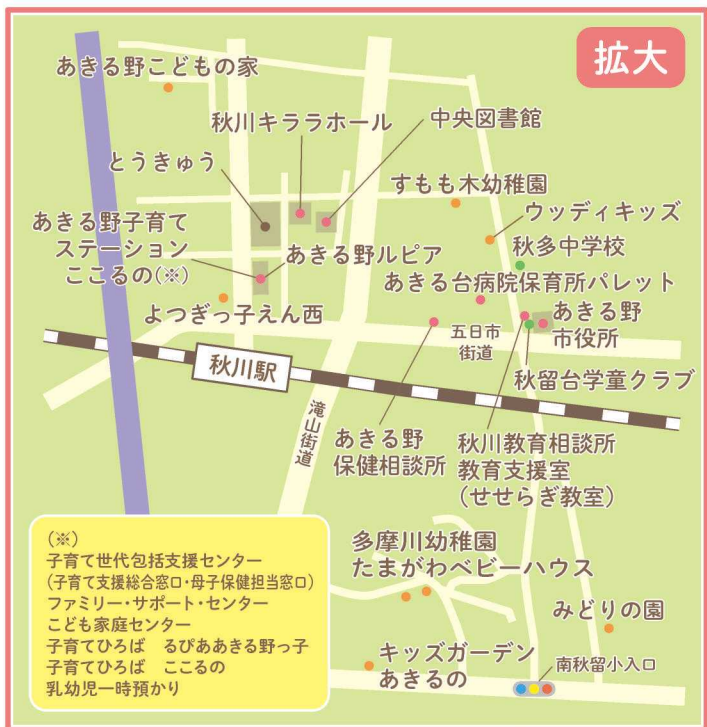 拡大
あきる野こどもの家
秋川キララホール
中央図書館
とうきゅう
すもも木幼稚園
ウッディキッズ
あきる野子育て
ステーション
こころの(※)
あきる野ルピア
秋多中学校
あきる台病院保育所パレット
よつぎっ子えん西
五日市
街道
あきる野
市役所
秋川駅
秋留台学童クラブ
滝山街道
あきる野
保健相談所
秋川教育相談所
教育支援室
(せせらぎ教室)
(※)
子育て世代包括支援センター
(子育て支援総合窓口・母子保健担当窓口)
ファミリー・サポート・センター
こども家庭センター
子育てひろば　るぴああきる野っ子
子育てひろば　こころの
乳幼児一時預かり
多摩川幼稚園
たまがわベビーハウス
みどりの園
キッズガーデン
あきるの
南秋留小入口